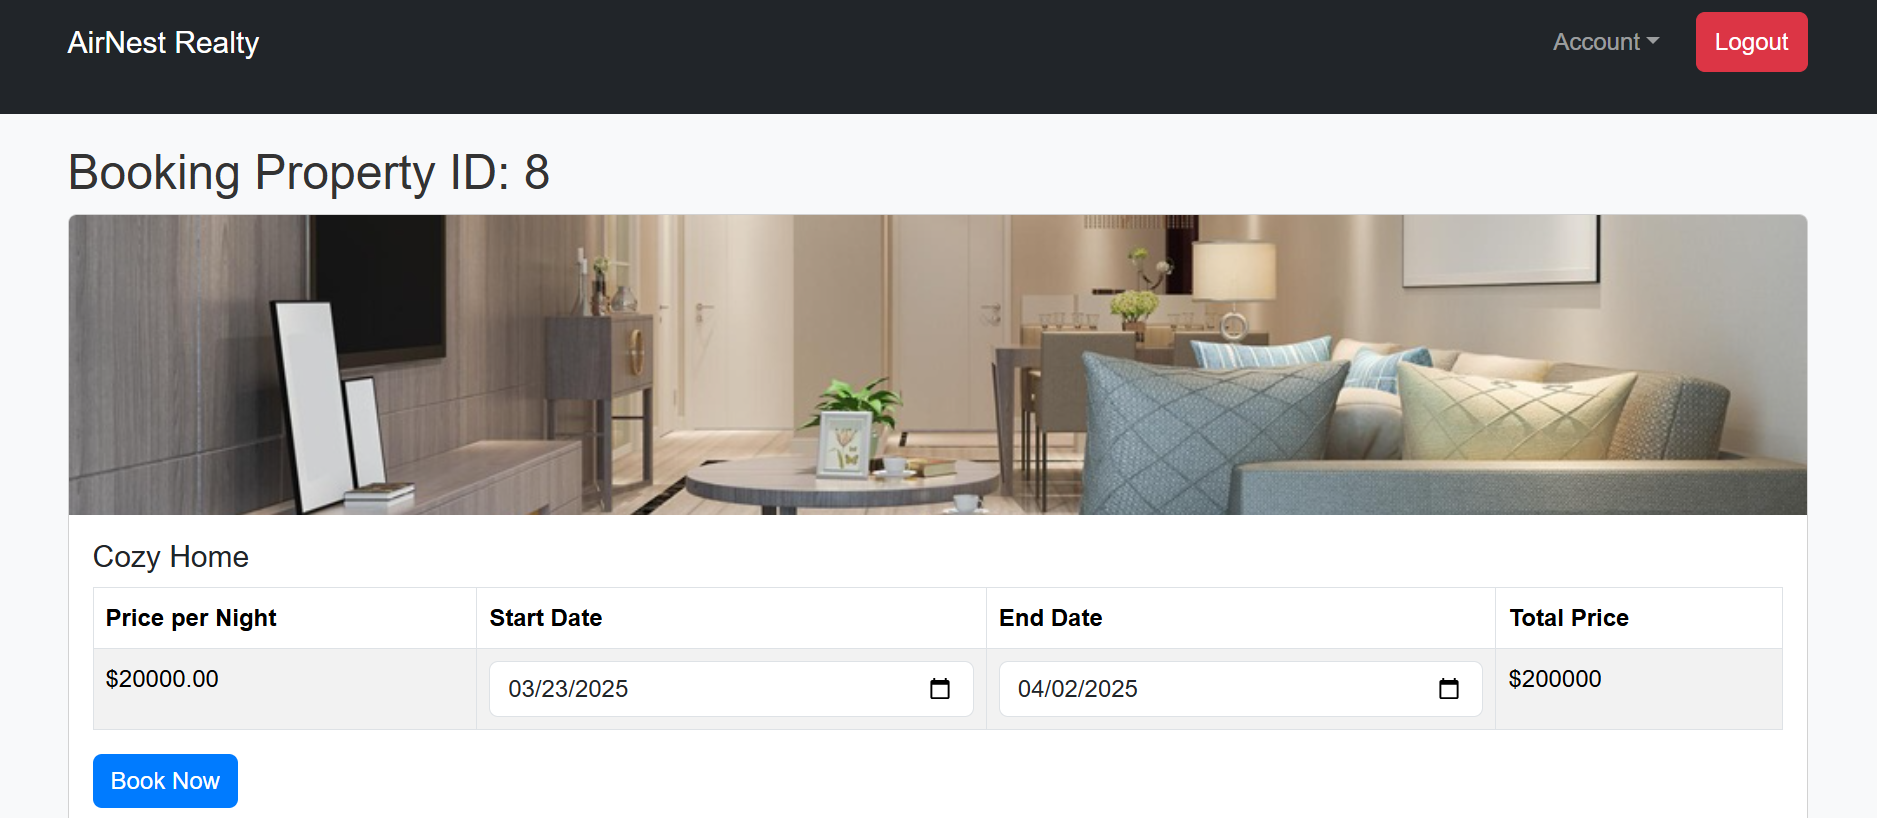 AirNest Realty
Account
Logout
Booking Property ID: 8
Cozy Home
Price per Night
Start Date
End Date
Total Price
$20000.00
03/23/2025
04/02/2025
$200000
Book Now